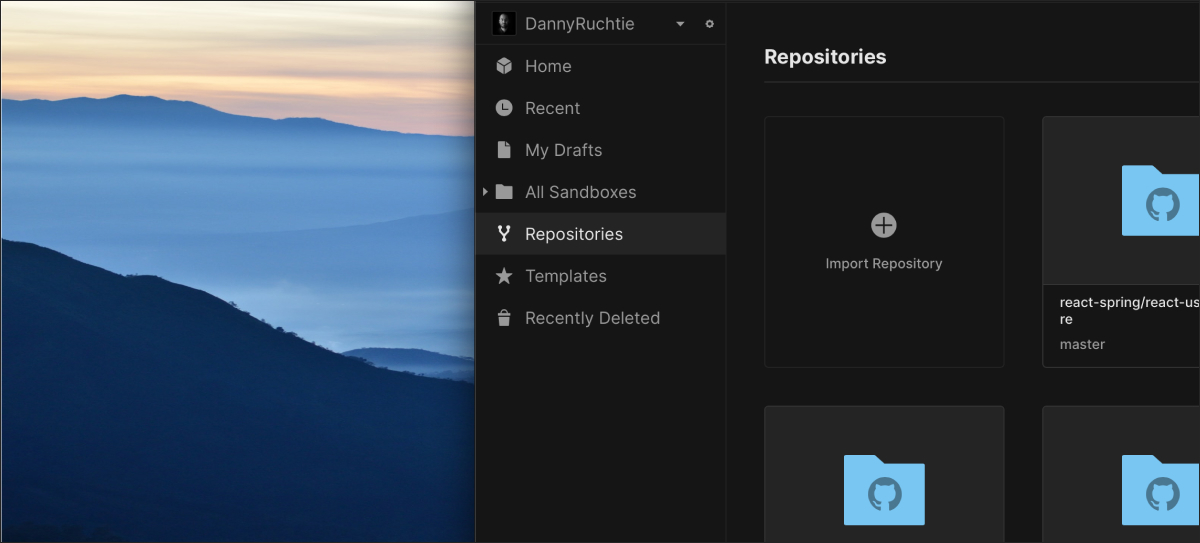 DannyRuchtie
Home
Recent
My Drafts
All Sandboxes
Repositories
Templates
Recently Deleted
Repositories
Import Repository
react-spring/react-us
re
master